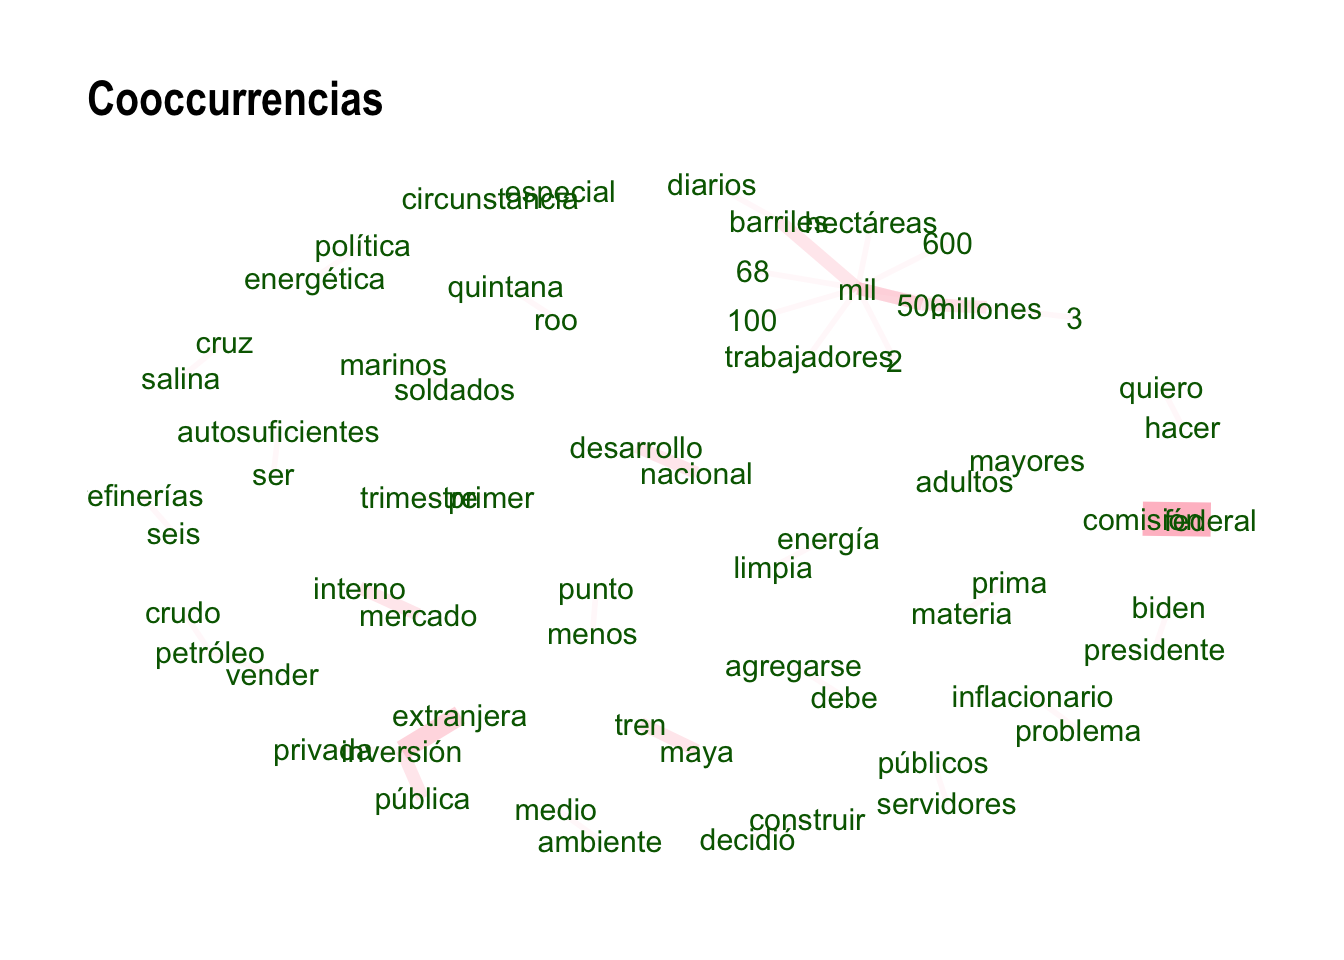 Cooccurrencias
circunstancia especial
diarios
barriles hectáreas
600
política
energética
quintana
roo
68
mil
500 millones 3
100
trabajadores 2
cruz
salina
marinos
soldados
quiero
hacer
autosuficientes
ser
desarrollo
nacional
mayores
adultos
efinerías
seis
trimestre primer
comisión federal
energía
limpia
interno
mercado
punto
menos
prima
materia
biden
presidente
crudo
petróleo
vender
agregarse
debe
inflacionario
problema
extranjera
privada inversión
pública
tren
maya
públicos
servidores
medio
ambiente
construir
decidió